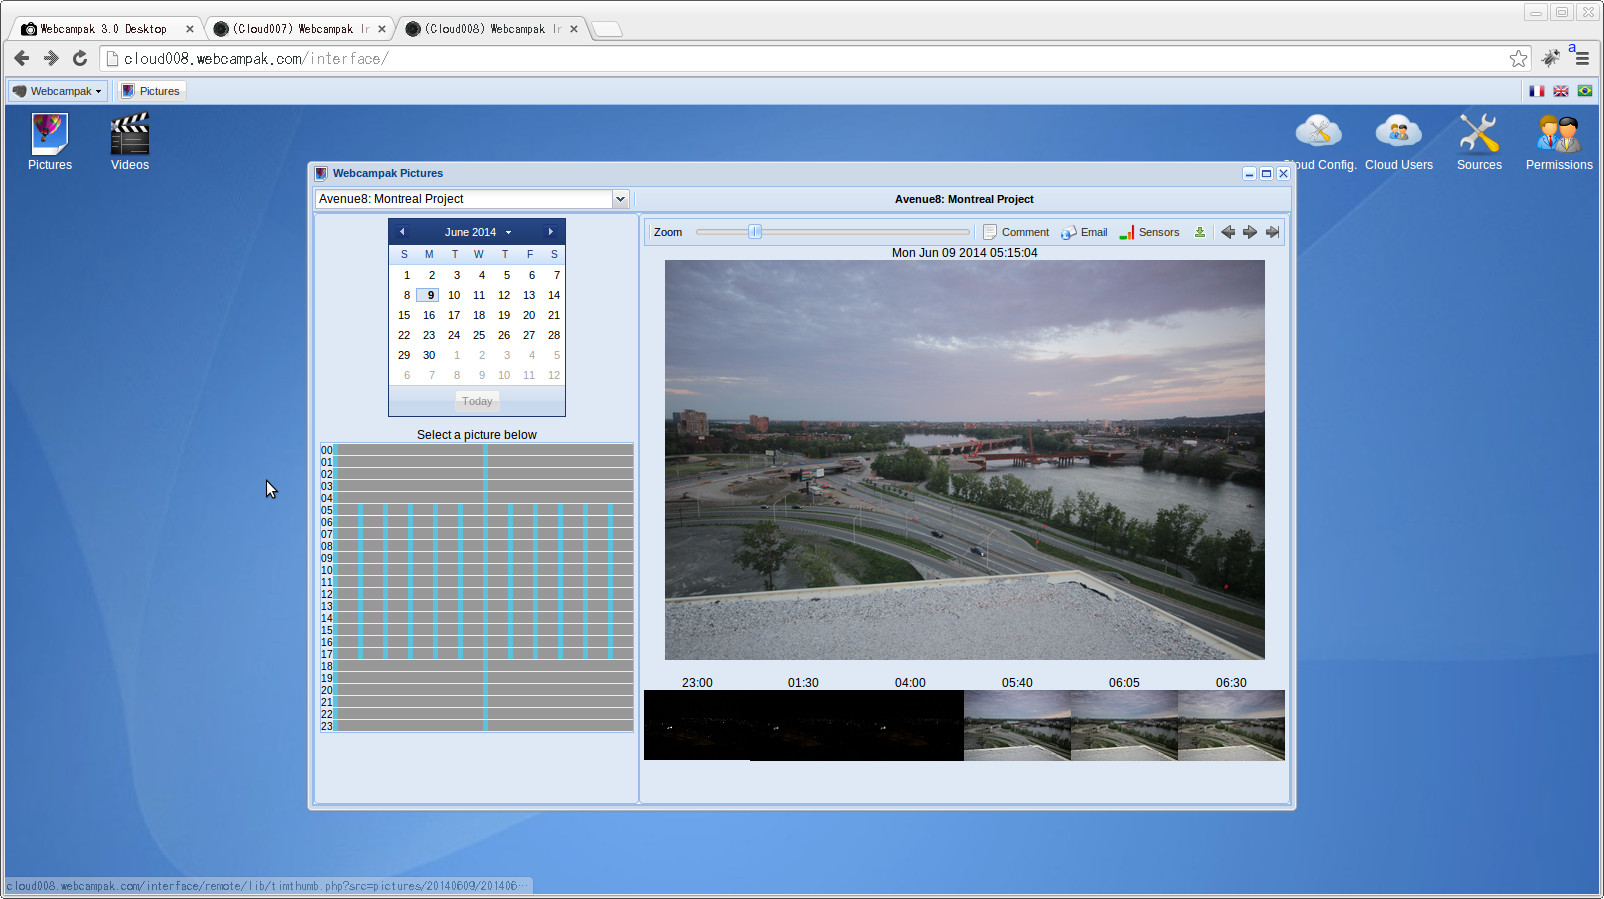 Webcampak 3.0 Desktop
(Cloud007) Webcampak In
(Cloud008) Webcampak In
cloud008.webcampak.com/interface/
a
Webcampak
Pictures
Pictures
Videos
Cloud Config.
Cloud Users
Sources
Permissions
Webcampak Pictures
Avenue8: Montreal Project
Avenue8: Montreal Project
June 2014
S M T W T F S
1 2 3 4 5 6 7
8 9 10 11 12 13 14
15 16 17 18 19 20 21
22 23 24 25 26 27 28
29 30 1 2 3 4 5
6 7 8 9 10 11 12
Today
Select a picture below
00
01
02
03
04
05
06
07
08
09
10
11
12
13
14
15
16
17
18
19
20
21
22
23
Zoom
Comment
Email
Sensors
Mon Jun 09 2014 05:15:04
23:00 01:30 04:00 05:40 06:05 06:30
cloud008.webcampak.com/interface/remote/lib/timthumb.php?src=pictures/20140609/201406…